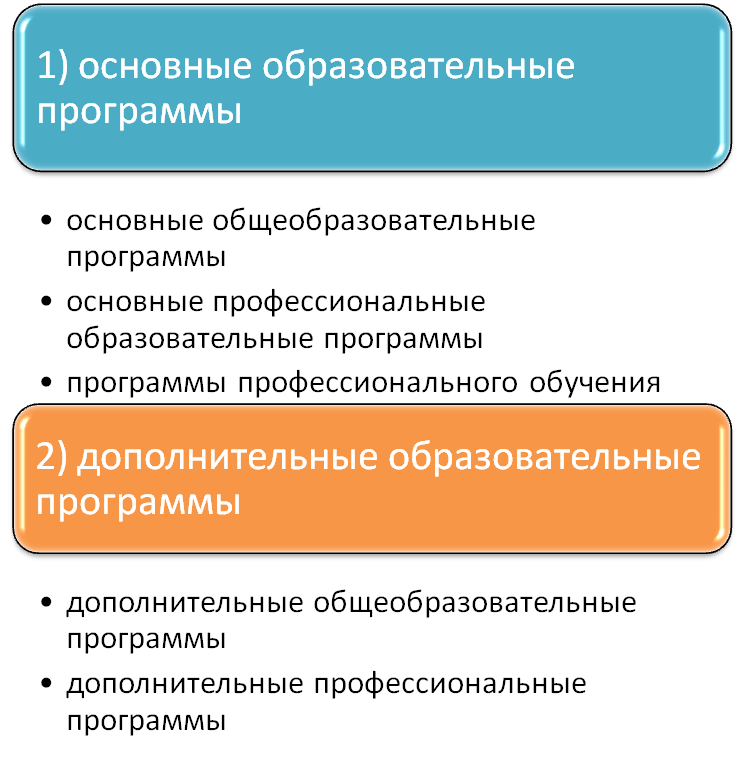 1) основные образовательные
программы
• основные общеобразовательные
программы
• основные профессиональные
образовательные программы
• программы профессионального обучения
2) дополнительные образовательные
программы
• дополнительные общеобразовательные
программы
• дополнительные профессиональные
программы